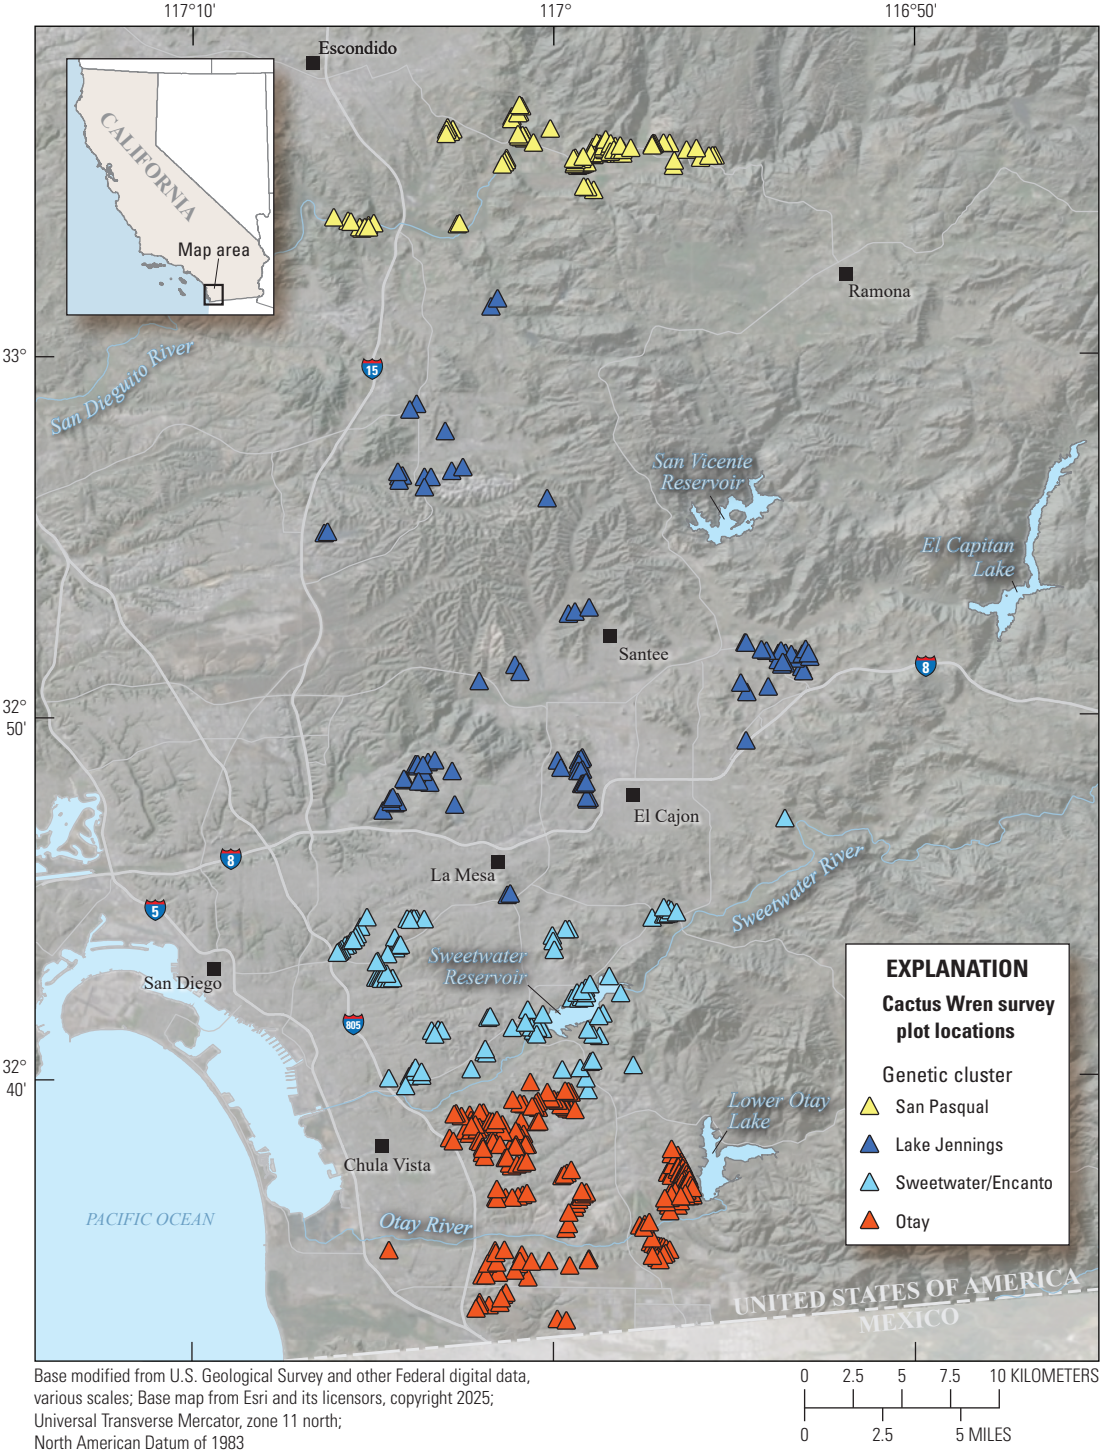 117°10'
117°
116°50'
Escondido
CALIFORNIA
Map area
Ramona
33°
15
San Dieguito River
San Vicente
Reservoir
El Capitan
Lake
Santee
8
32°
50'
El Cajon
8
La Mesa
5
Sweetwater River
Sweetwater
Reservoir
San Diego
805
EXPLANATION
Cactus Wren survey
plot locations
Genetic cluster
San Pasqual
Lake Jennings
Sweetwater/Encanto
Otay
32°
40'
Lower Otay
Lake
Chula Vista
PACIFIC OCEAN
Otay River
UNITED STATES OF AMERICA
MEXICO
Base modified from U.S. Geological Survey and other Federal digital data,
various scales; Base map from Esri and its licensors, copyright 2025;
Universal Transverse Mercator, zone 11 north;
North American Datum of 1983
0 2.5 5 7.5 10 KILOMETERS
0 2.5 5 MILES